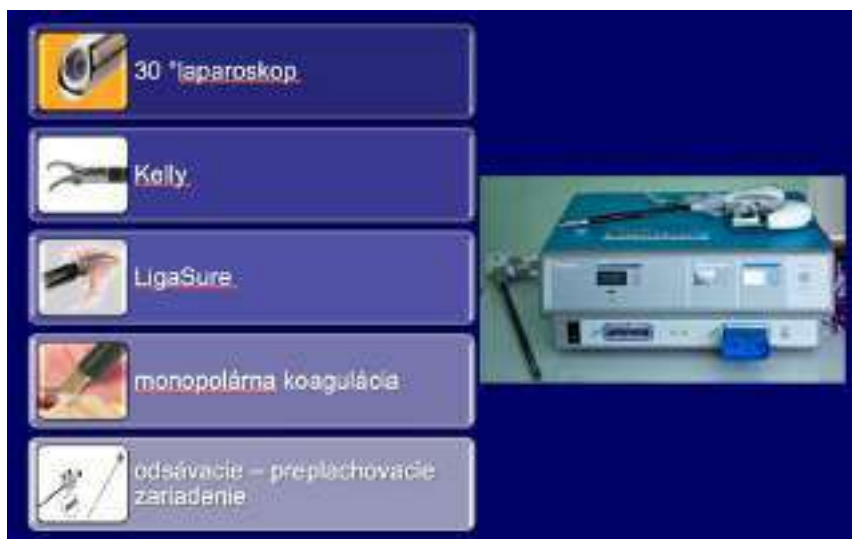 30 °laparoskop
Kelly
LigaSure
monopolárna koagulácia
odsávacie – preplachovacie
zariadenie